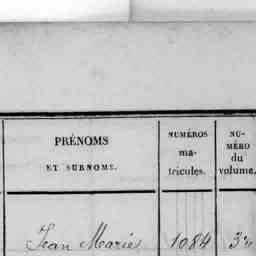 PRÉNOMS
ET SURNOMS.
NUMÉROS
ma-
tricules.
NU-
MÉRO
du
volume.
Jean Marie 1084